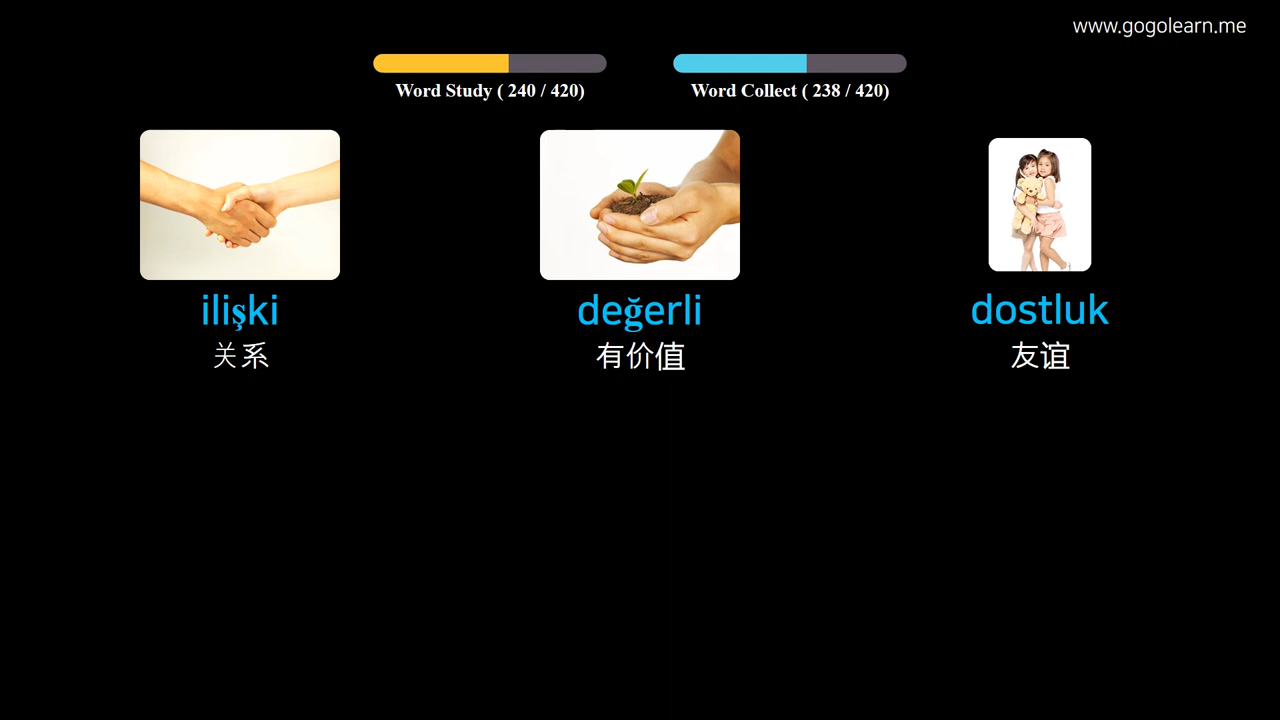 www.gogolearn.me
Word Study ( 240 / 420)
Word Collect ( 238 / 420)
ilişki
değerli
dostluk
关系
有价值
友谊